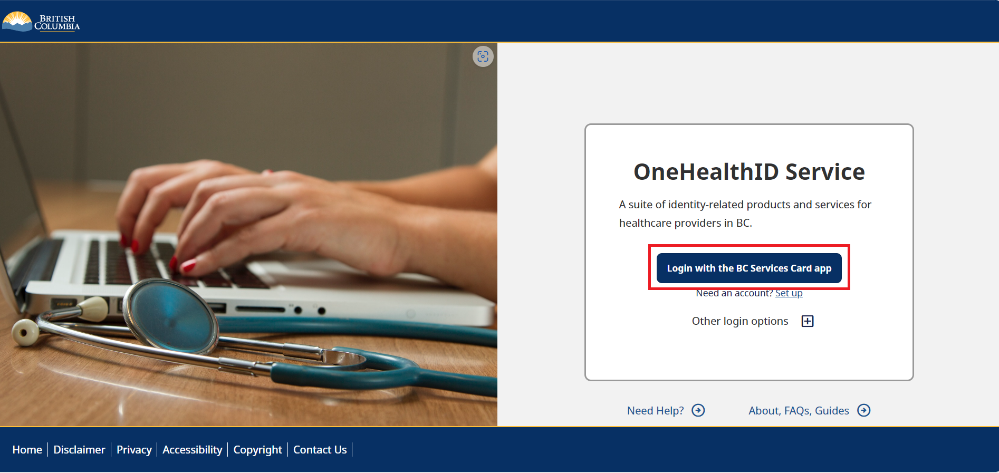 BRITISH
COLUMBIA
OneHealthID Service
A suite of identity-related products and services for
healthcare providers in BC.
Login with the BC Services Card app
Need an account? Set up
Other login options
Need Help?
About, FAQs, Guides
Home
Disclaimer
Privacy
Accessibility
Copyright
Contact Us